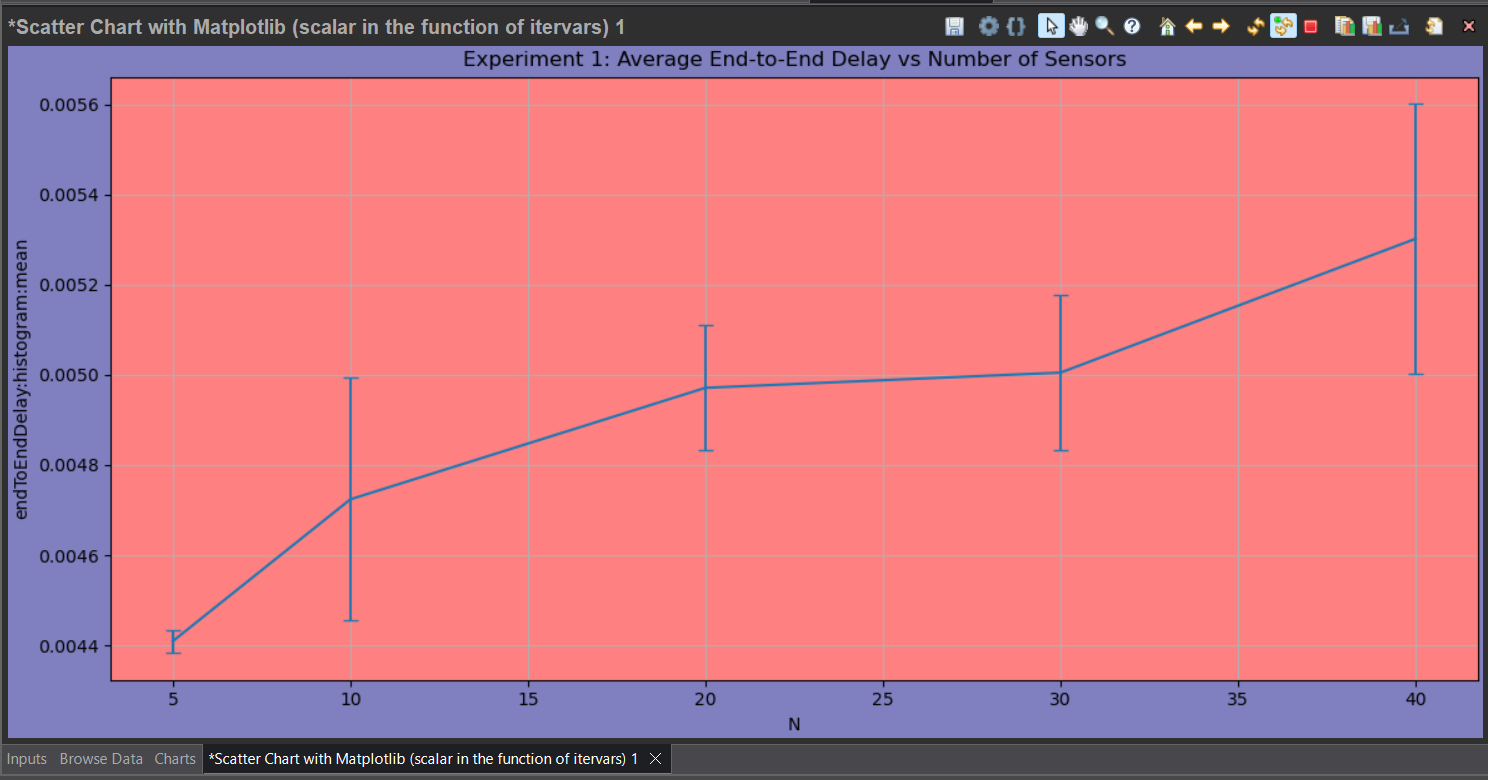 *Scatter Chart with Matplotlib (scalar in the function of itervars) 1
Experiment 1: Average End-to-End Delay vs Number of Sensors
endToEndDelay:histogram:mean
0.0056
0.0054
0.0052
0.0050
0.0048
0.0046
0.0044
5 10 15 20 25 30 35 40
N
Inputs Browse Data Charts *Scatter Chart with Matplotlib (scalar in the function of itervars) 1